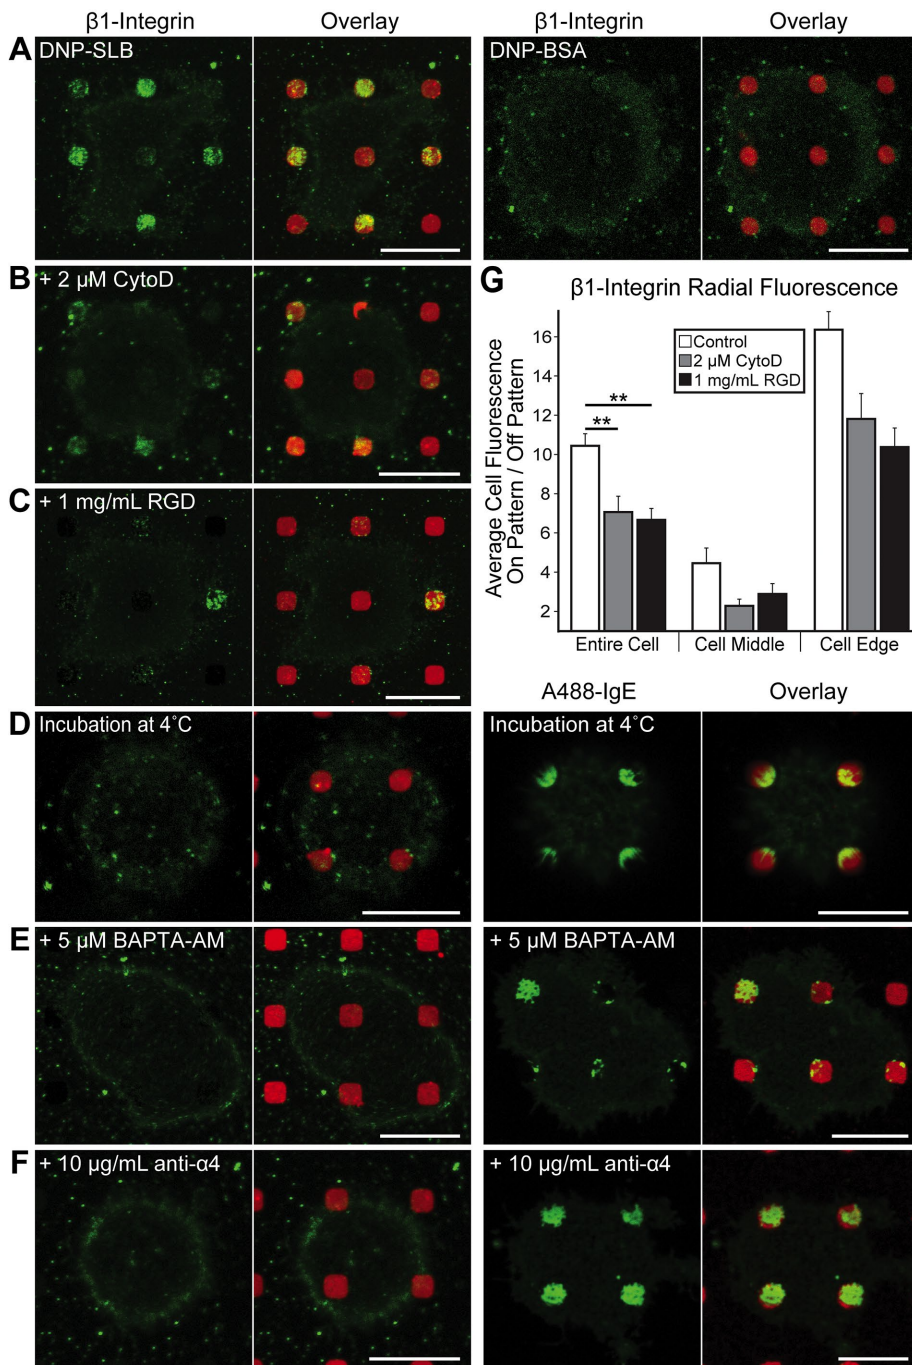 β1-Integrin Overlay
β1-Integrin Overlay
A DNP-SLB
DNP-BSA
B + 2 µM CytoD
C + 1 mg/mL RGD
G
β1-Integrin Radial Fluorescence
Average Cell Fluorescence
On Pattern / Off Pattern
16
14
12
10
8
6
4
2
Control
2 µM CytoD
1 mg/mL RGD
**
**
Entire Cell | Cell Middle | Cell Edge
A488-IgE Overlay
D Incubation at 4˚C
Incubation at 4˚C
E + 5 µM BAPTA-AM
+ 5 µM BAPTA-AM
F + 10 µg/mL anti-α4
+ 10 µg/mL anti-α4